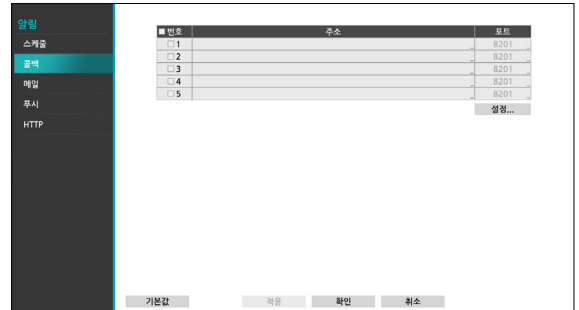 알림
스케줄
콜백
메일
푸시
HTTP
번호 주소 포트
1 8201
2 8201
3 8201
4 8201
5 8201
설정...
기본값 적용 확인 취소